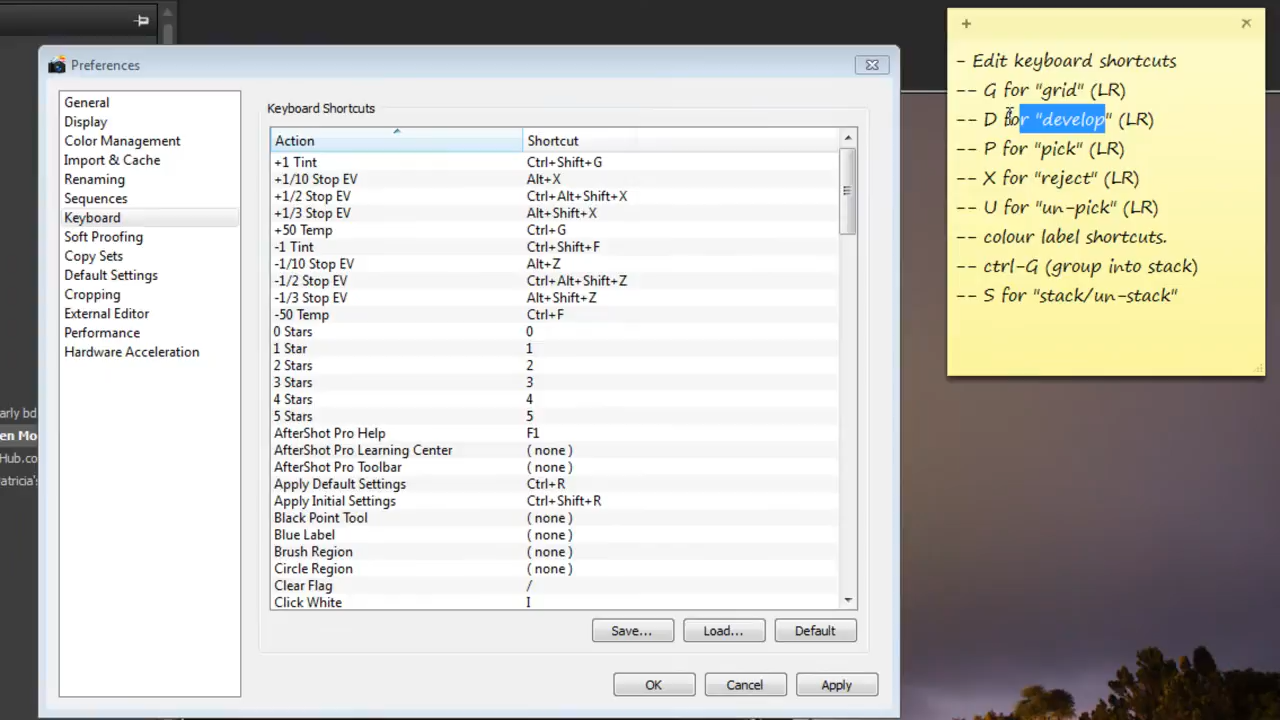 Preferences
- Edit keyboard shortcuts
-- G for "grid" (LR)
-- D for "develop" (LR)
-- P for "pick" (LR)
-- X for "reject" (LR)
-- U for "un-pick" (LR)
-- colour label shortcuts.
-- ctrl-G (group into stack)
-- S for "stack/un-stack"
General
Display
Color Management
Import & Cache
Renaming
Sequences
Keyboard
Soft Proofing
Copy Sets
Default Settings
Cropping
External Editor
Performance
Hardware Acceleration
Keyboard Shortcuts
Action Shortcut
+1 Tint Ctrl+Shift+G
+1/10 Stop EV Alt+X
+1/2 Stop EV Ctrl+Alt+Shift+X
+1/3 Stop EV Alt+Shift+X
+50 Temp Ctrl+G
-1 Tint Ctrl+Shift+F
-1/10 Stop EV Alt+Z
-1/2 Stop EV Ctrl+Alt+Shift+Z
-1/3 Stop EV Alt+Shift+Z
-50 Temp Ctrl+F
0 Stars 0
1 Star 1
2 Stars 2
3 Stars 3
4 Stars 4
5 Stars 5
AfterShot Pro Help F1
AfterShot Pro Learning Center ( none )
AfterShot Pro Toolbar ( none )
Apply Default Settings Ctrl+R
Apply Initial Settings Ctrl+Shift+R
Black Point Tool ( none )
Blue Label ( none )
Brush Region ( none )
Circle Region ( none )
Clear Flag /
Click White I
Save... Load... Default
OK Cancel Apply
arly bd
en Mo
Hub.co
atricia's